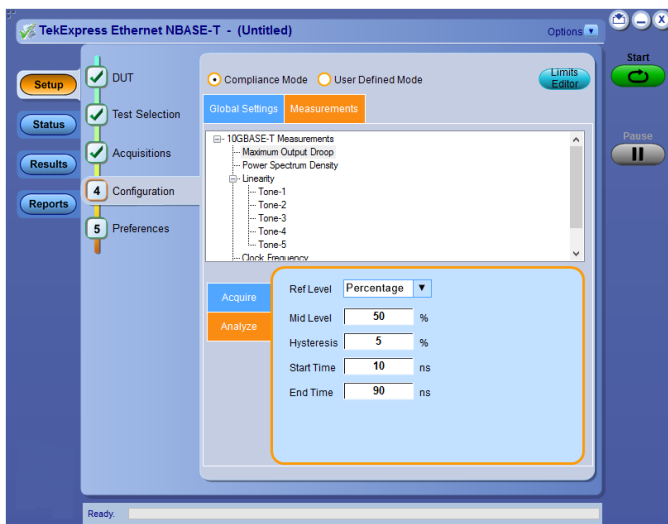 TekExpress Ethernet NBASE-T - (Untitled)
Options
Setup
Status
Results
Reports
DUT
Test Selection
Acquisitions
4 Configuration
5 Preferences
Compliance Mode
User Defined Mode
Limits
Editor
Global Settings
Measurements
10GBASE-T Measurements
Maximum Output Droop
Power Spectrum Density
Linearity
Tone-1
Tone-2
Tone-3
Tone-4
Tone-5
Clock Frequency
Acquire
Analyze
Ref Level Percentage
Mid Level 50 %
Hysteresis 5 %
Start Time 10 ns
End Time 90 ns
Start
Pause
Ready.